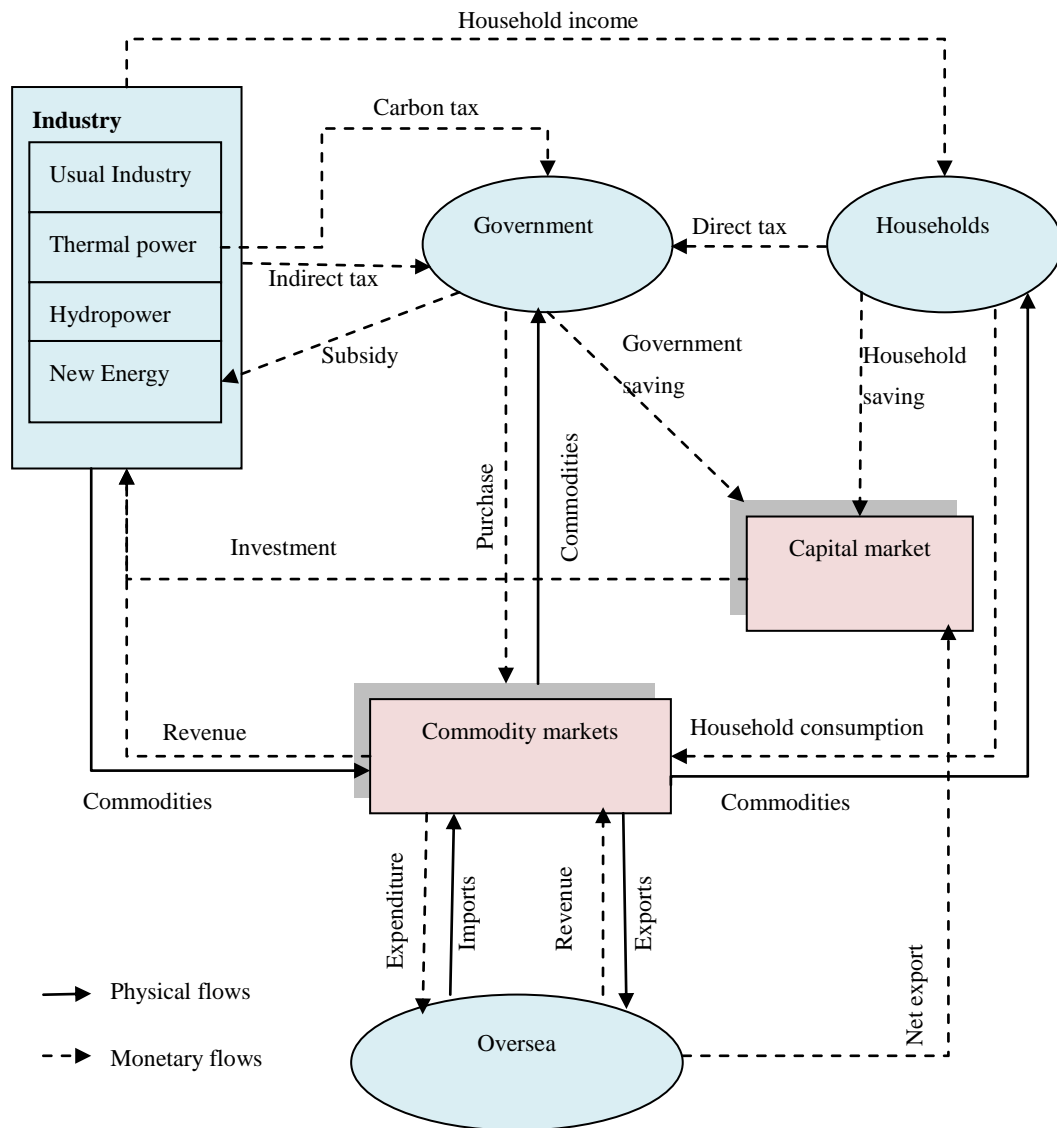 Household income
Carbon tax
Industry
Usual Industry
Thermal power
Hydropower
New Energy
Government
Direct tax
Households
Indirect tax
Subsidy
Government
saving
Household
saving
Purchase
Commodities
Investment
Capital market
Revenue
Commodity markets
Household consumption
Commodities
Commodities
Expenditure
Imports
Revenue
Exports
Net export
Physical flows
Monetary flows
Oversea